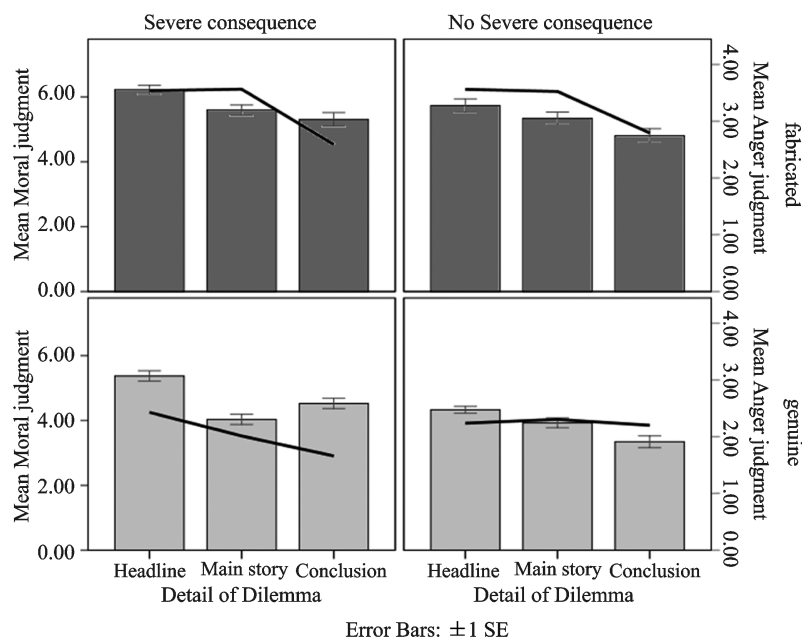 Severe consequence
No Severe consequence
Mean Moral judgment
6.00
4.00
2.00
0.00
4.00
3.00
2.00
1.00
0.00
Mean Anger judgment
fabricated
Mean Moral judgment
6.00
4.00
2.00
0.00
4.00
3.00
2.00
1.00
0.00
Mean Anger judgment
genuine
Headline Main story Conclusion
Headline Main story Conclusion
Detail of Dilemma
Detail of Dilemma
Error Bars: ±1 SE